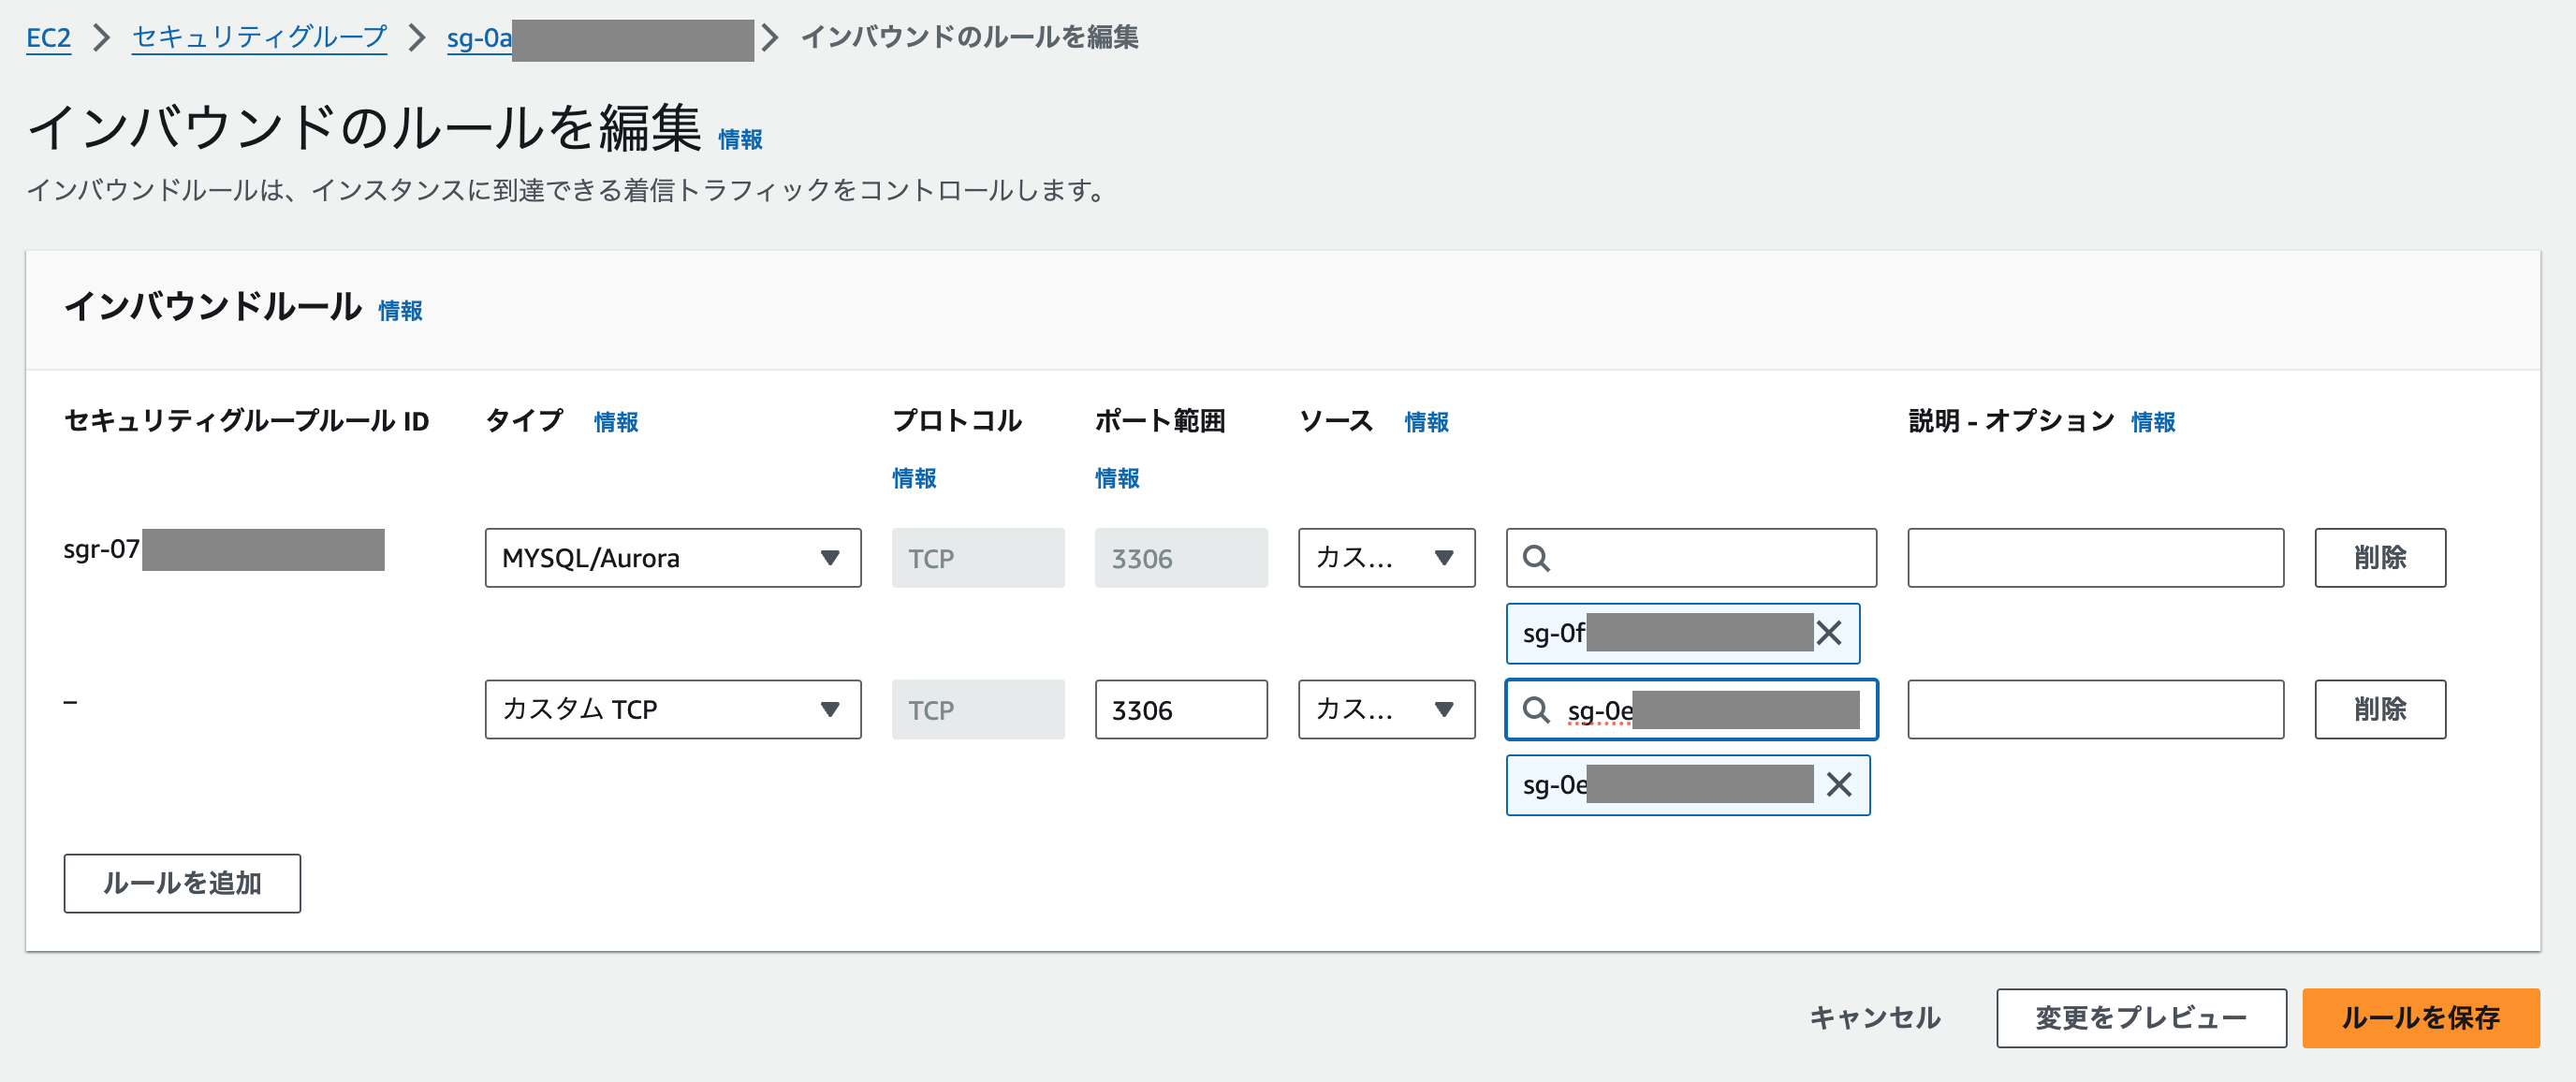 EC2 > セキュリティグループ > sg-0a > インバウンドのルールを編集
インバウンドのルールを編集 情報
インバウンドルールは、インスタンスに到達できる着信トラフィックをコントロールします。
インバウンドルール 情報
セキュリティグループルール ID タイプ 情報 プロトコル ポート範囲 ソース 情報 説明 - オプション 情報
情報 情報
sgr-07 MYSQL/Aurora TCP 3306 カス... 削除
sg-0f
– カスタム TCP TCP 3306 カス... sg-0e 削除
sg-0e
ルールを追加
キャンセル 変更をプレビュー ルールを保存